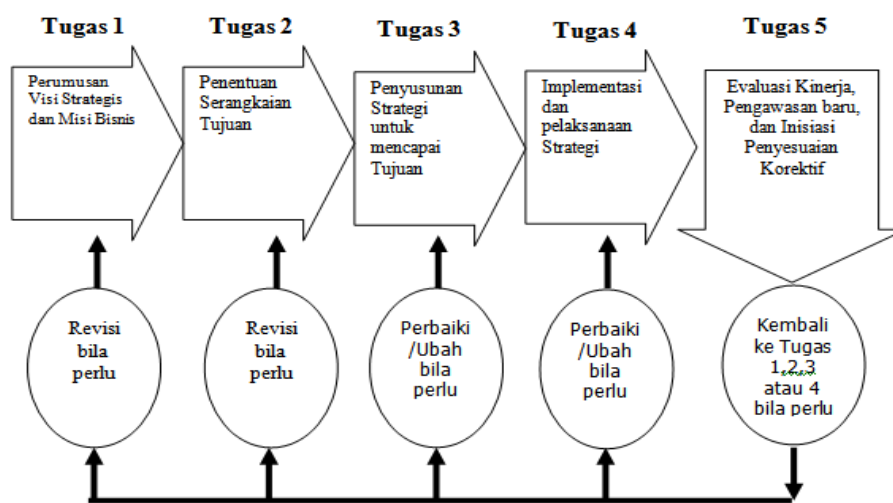 Tugas 1
Tugas 2
Tugas 3
Tugas 4
Tugas 5
Perumusan
Visi Strategis
dan Misi Bisnis
Penentuan
Serangkaian
Tujuan
Penyusunan
Strategi
untuk
mencapai
Tujuan
Implementasi
dan
pelaksanaan
Strategi
Evaluasi Kinerja,
Pengawasan baru,
dan Inisiasi
Penyesuaian
Korektif
Revisi
bila
perlu
Revisi
bila
perlu
Perbaiki
/Ubah
bila
perlu
Perbaiki
/Ubah
bila
perlu
Kembali
ke Tugas
1,2,3
atau 4
bila perlu